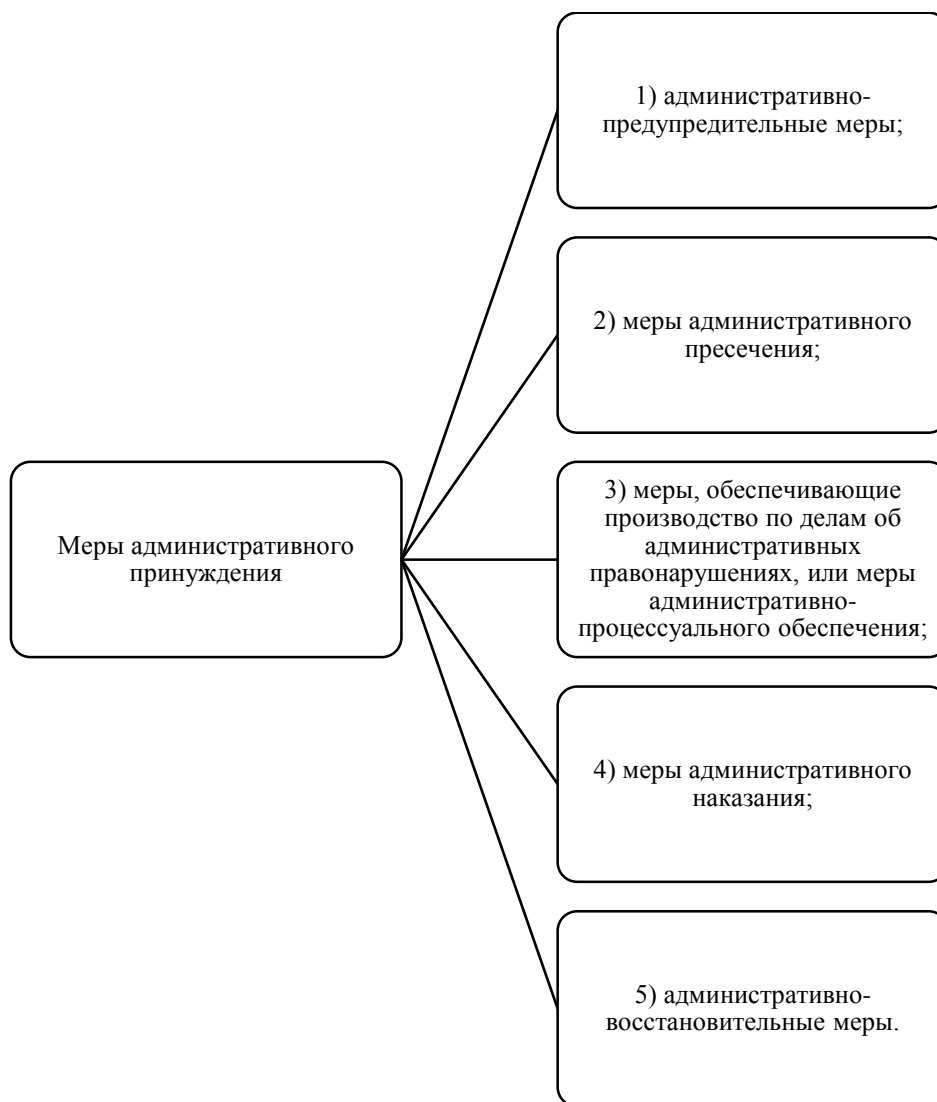 1) административно-
предупредительные меры;
2) меры административного
пресечения;
Меры административного
принуждения
3) меры, обеспечивающие
производство по делам об
административных
правонарушениях, или меры
административно-
процессуального обеспечения;
4) меры административного
наказания;
5) административно-
восстановительные меры.